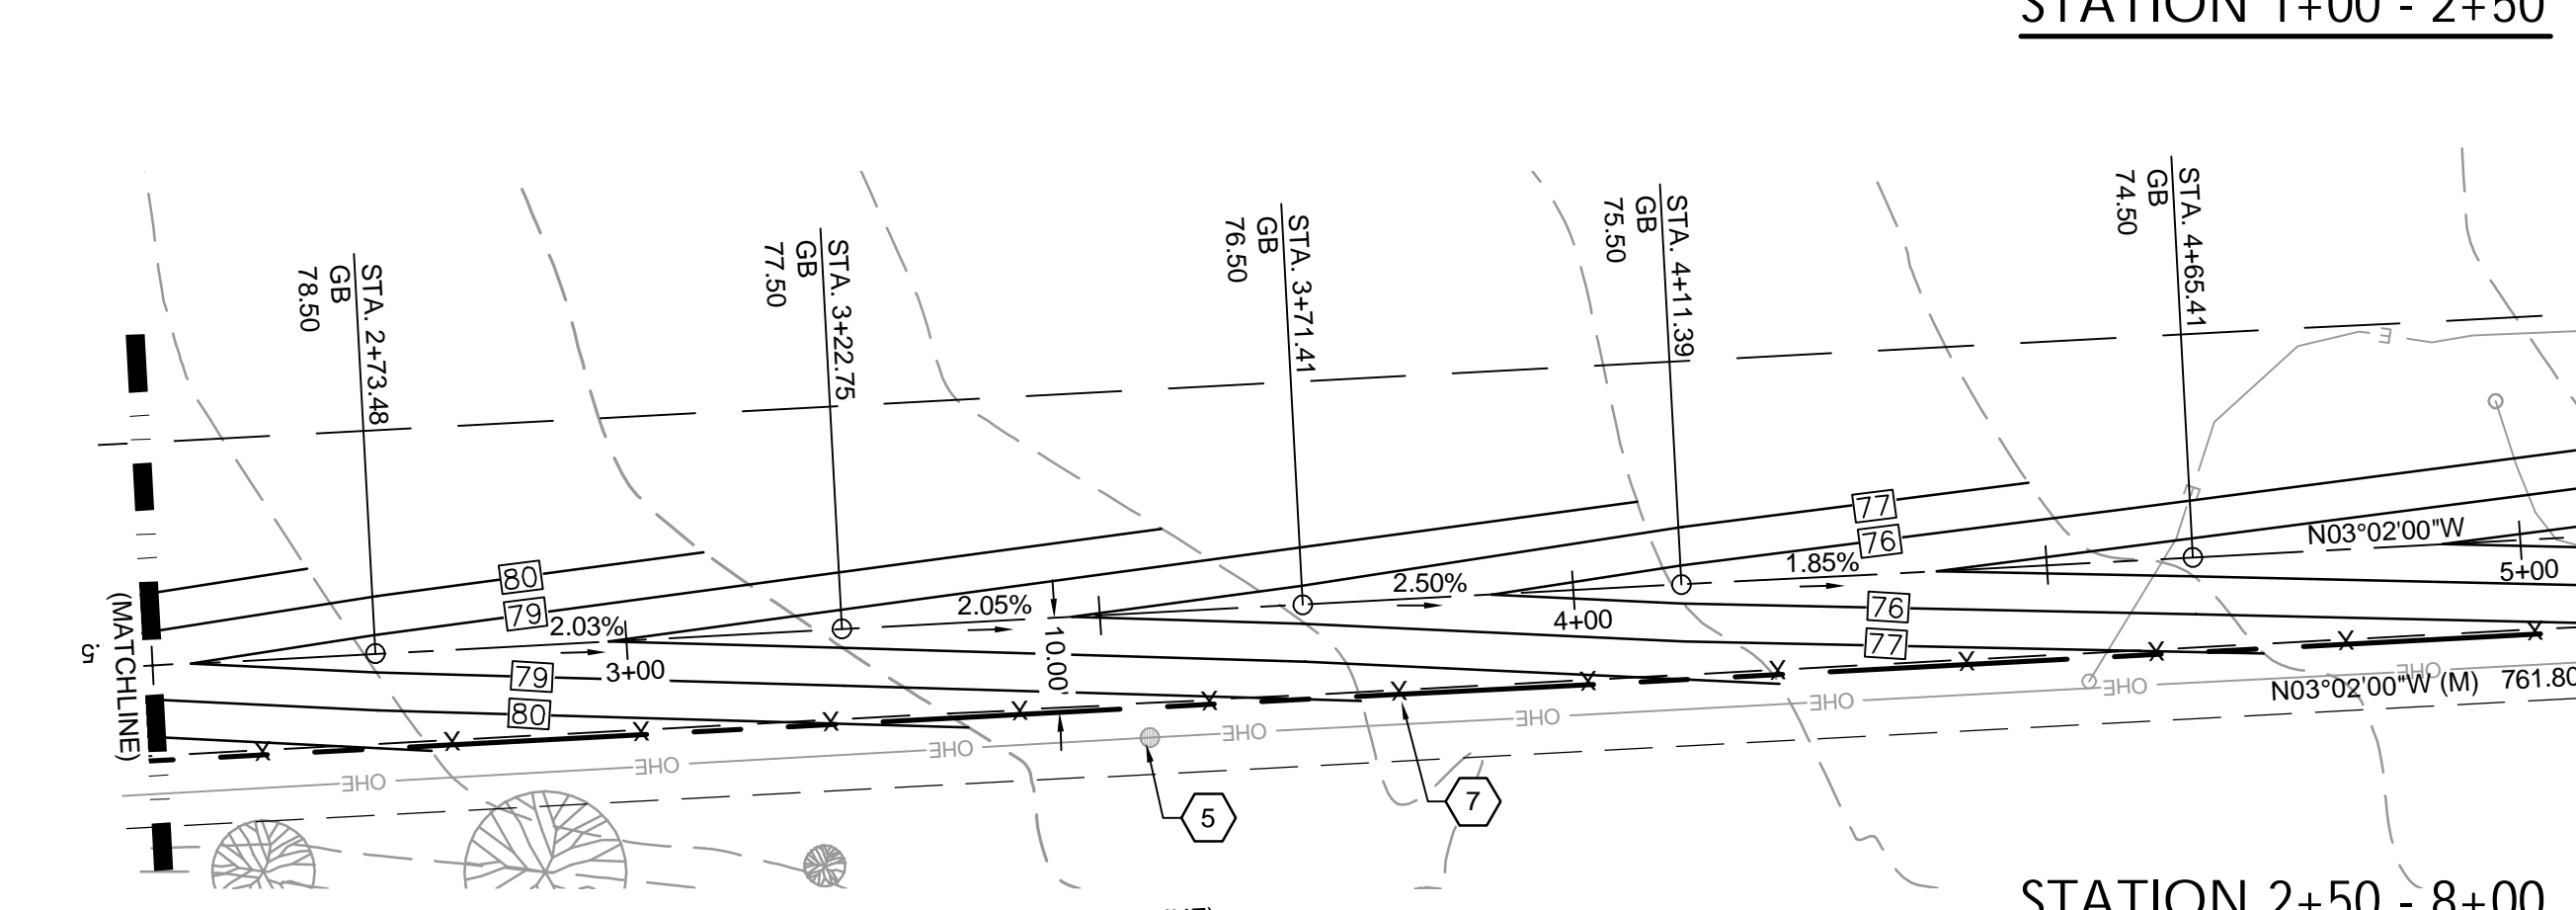 STATION 1+00 - 2+50
STA. 2+73.48
GB
78.50
STA. 3+22.75
GB
77.50
STA. 3+71.41
GB
76.50
STA. 4+11.39
GB
75.50
STA. 4+65.41
GB
74.50
E
E
80
79
2.03%
3+00
79
80
2.05%
10.00
2.50%
4+00
77
76
1.85%
76
77
N03°02'00"W
5+00
(MATCHLINE)
X X X X X X X X X X X X X
OHE OHE OHE OHE OHE OHE OHE OHE
N03°02'00"W (M) 761.80
5
7
STATION 2+50 - 8+00